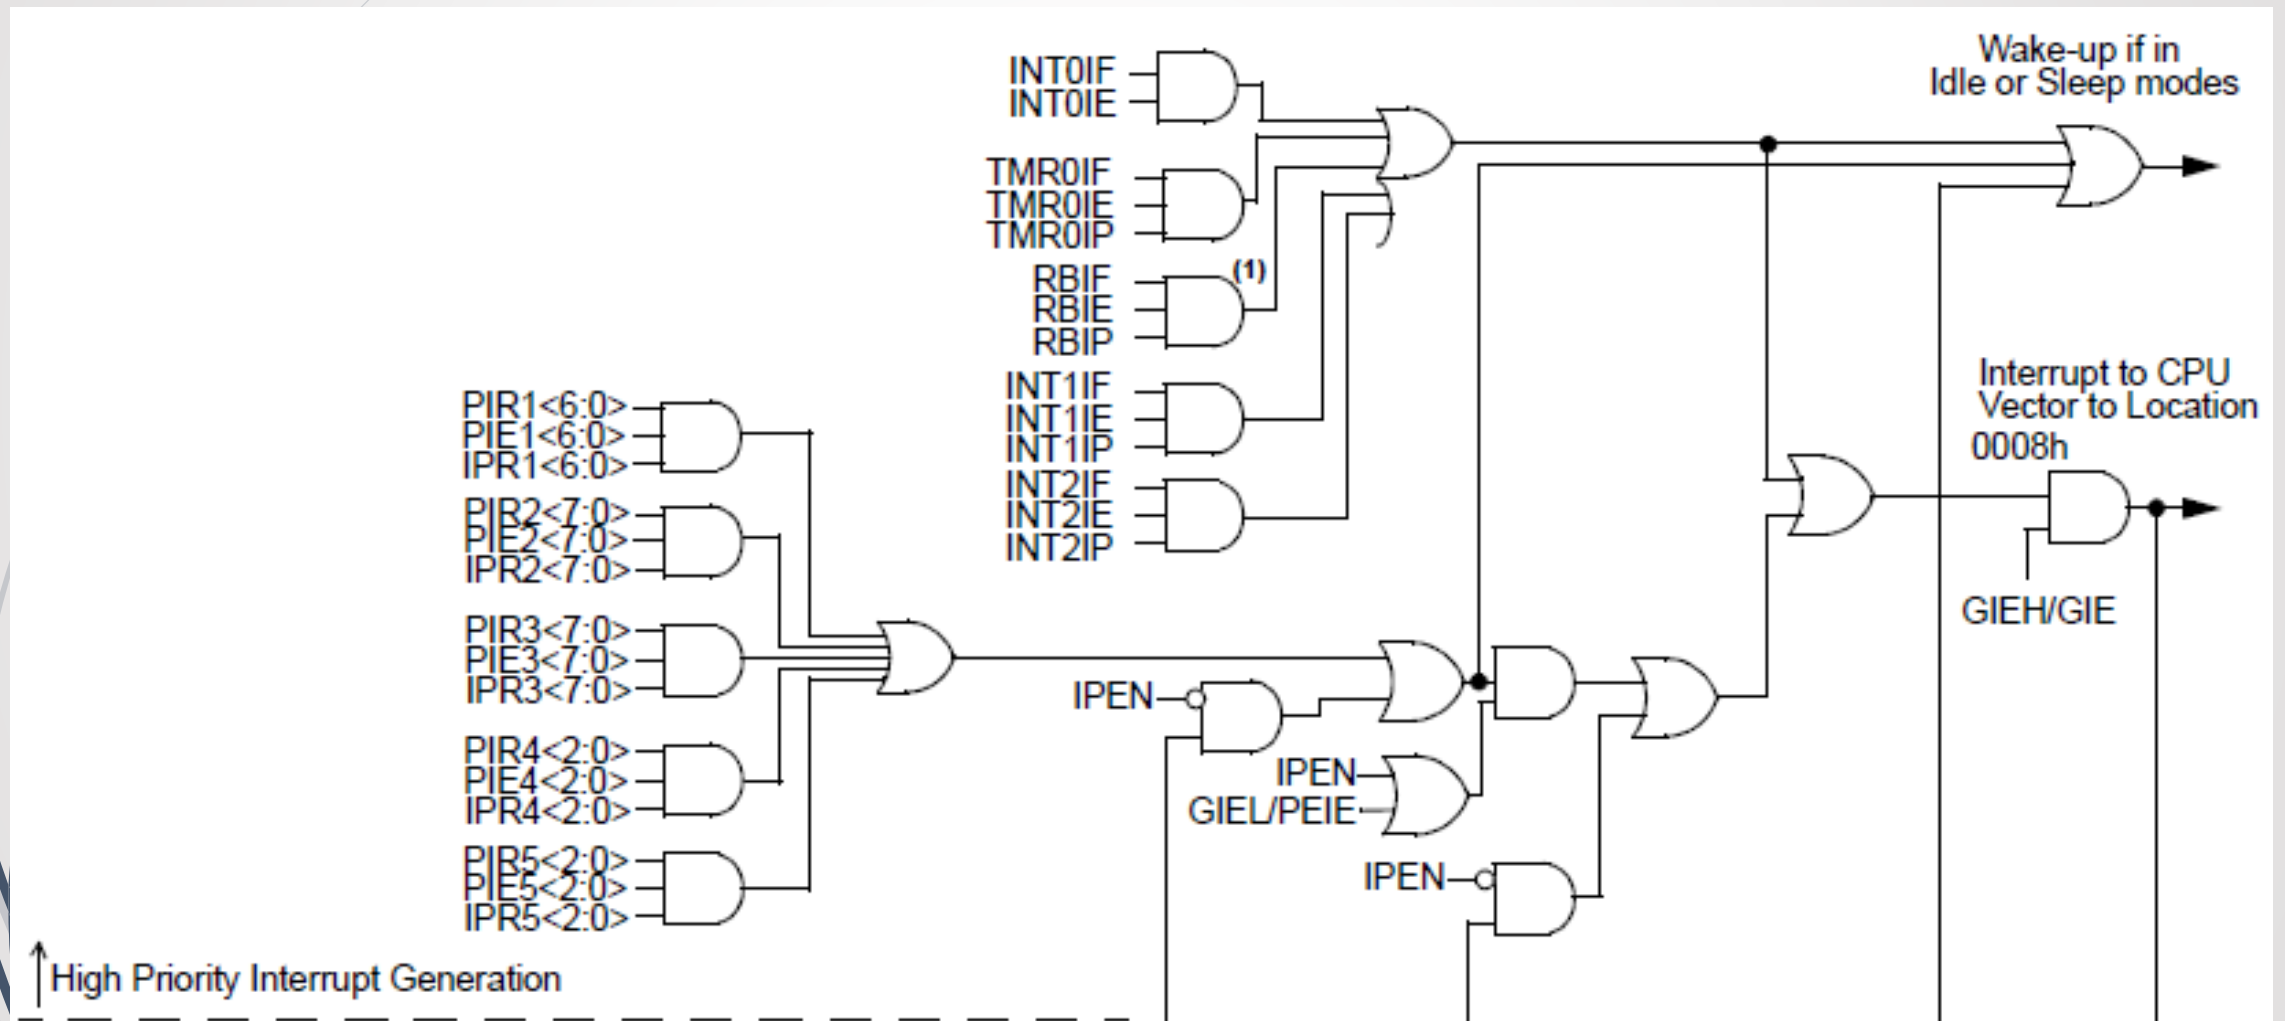 Wake-up if in
Idle or Sleep modes
INT0IF
INT0IE
TMR0IF
TMR0IE
TMR0IP
(1)
RBIF
RBIE
RBIP
INT1IF
INT1IE
INT1IP
INT2IF
INT2IE
INT2IP
Interrupt to CPU
Vector to Location
0008h
GIEH/GIE
PIR1<6:0>
PIE1<6:0>
IPR1<6:0>
PIR2<7:0>
PIE2<7:0>
IPR2<7:0>
PIR3<7:0>
PIE3<7:0>
IPR3<7:0>
PIR4<2:0>
PIE4<2:0>
IPR4<2:0>
PIR5<2:0>
PIE5<2:0>
IPR5<2:0>
IPEN
IPEN
GIEL/PEIE
IPEN
High Priority Interrupt Generation